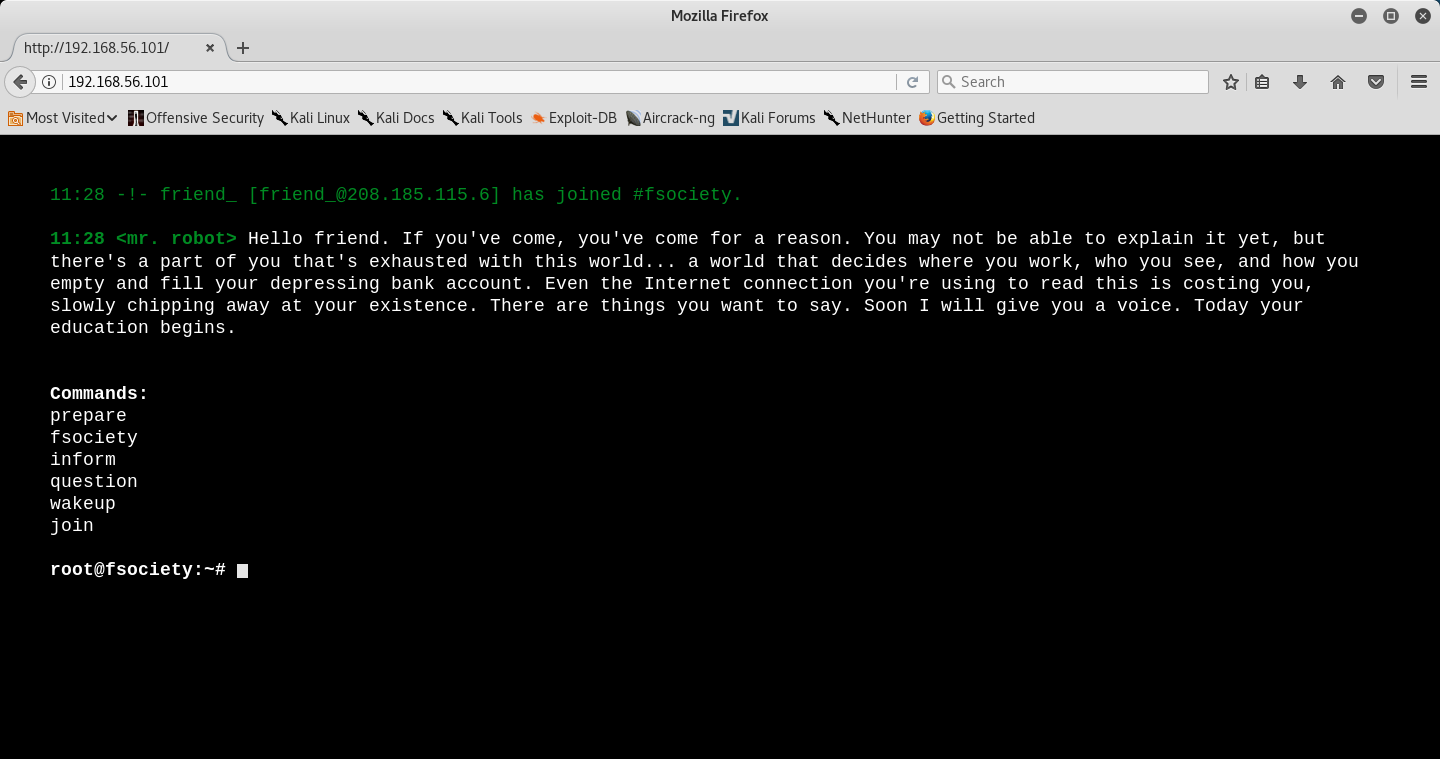 Mozilla Firefox
http://192.168.56.101/
192.168.56.101
Search
Most Visited
Offensive Security
Kali Linux
Kali Docs
Kali Tools
Exploit-DB
Aircrack-ng
Kali Forums
NetHunter
Getting Started
11:28 -!- friend_ [friend_@208.185.115.6] has joined #fsociety.
11:28 <mr. robot> Hello friend. If you've come, you've come for a reason. You may not be able to explain it yet, but
there's a part of you that's exhausted with this world... a world that decides where you work, who you see, and how you
empty and fill your depressing bank account. Even the Internet connection you're using to read this is costing you,
slowly chipping away at your existence. There are things you want to say. Soon I will give you a voice. Today your
education begins.
Commands:
prepare
fsociety
inform
question
wakeup
join
root@fsociety:~#